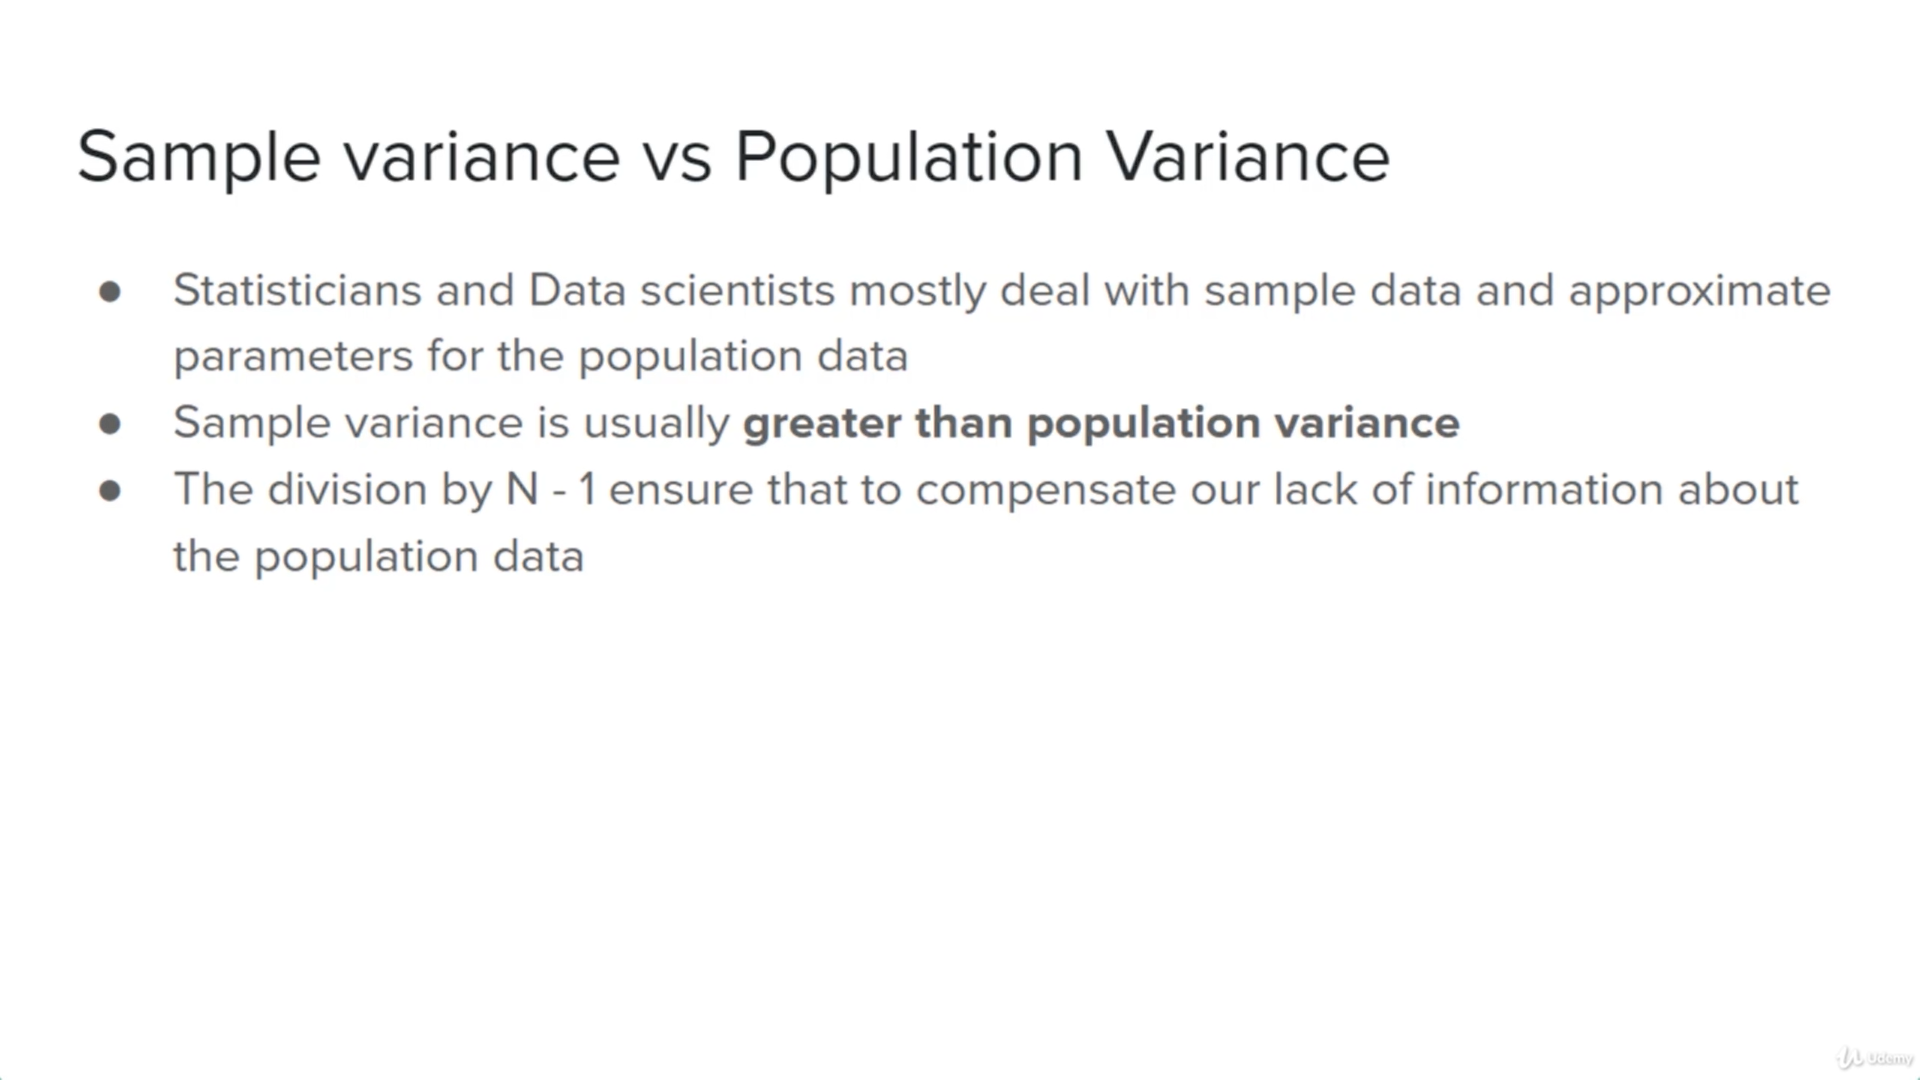 Sample variance vs Population Variance
● Statisticians and Data scientists mostly deal with sample data and approximate
parameters for the population data
● Sample variance is usually greater than population variance
● The division by N - 1 ensure that to compensate our lack of information about
the population data
Udemy